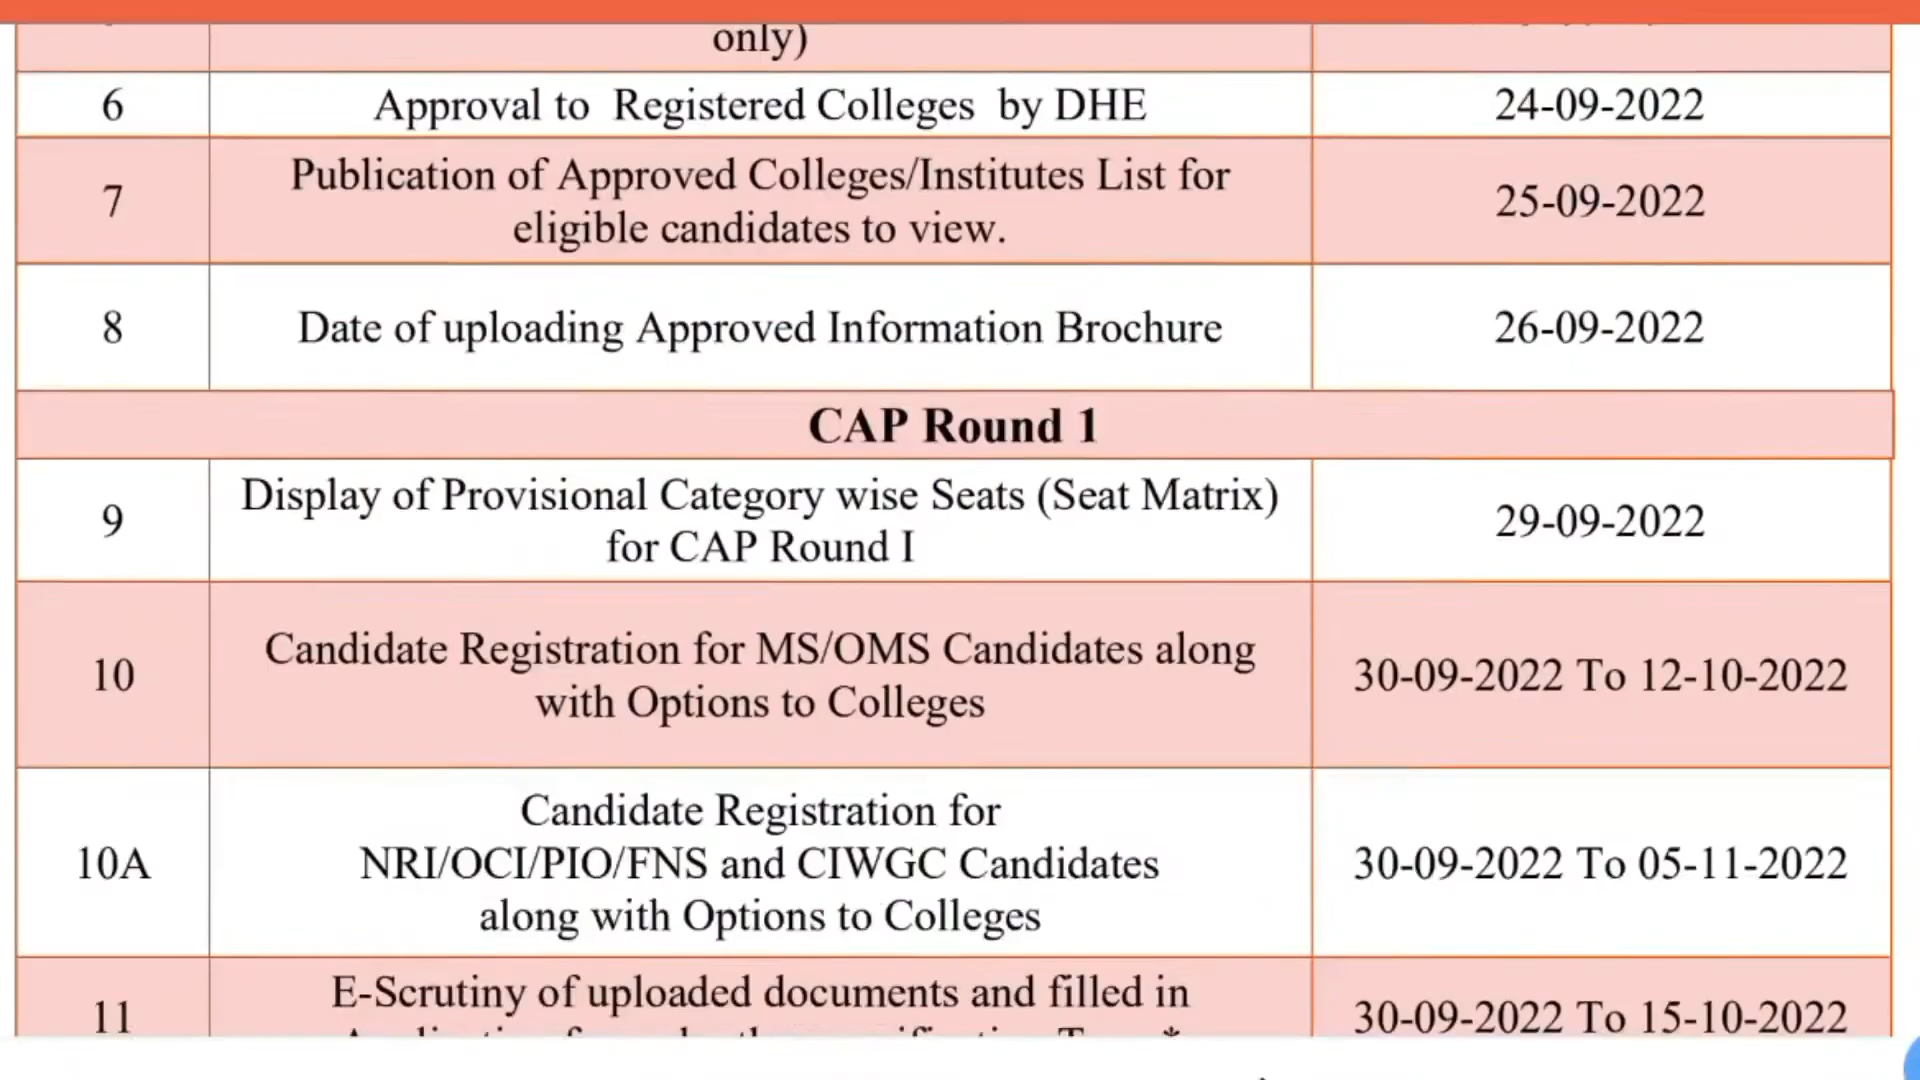 only)
6
Approval to Registered Colleges by DHE
24-09-2022
7
Publication of Approved Colleges/Institutes List for
eligible candidates to view.
25-09-2022
8
Date of uploading Approved Information Brochure
26-09-2022
CAP Round 1
9
Display of Provisional Category wise Seats (Seat Matrix)
for CAP Round I
29-09-2022
10
Candidate Registration for MS/OMS Candidates along
with Options to Colleges
30-09-2022 To 12-10-2022
10A
Candidate Registration for
NRI/OCI/PIO/FNS and CIWGC Candidates
along with Options to Colleges
30-09-2022 To 05-11-2022
11
E-Scrutiny of uploaded documents and filled in
30-09-2022 To 15-10-2022